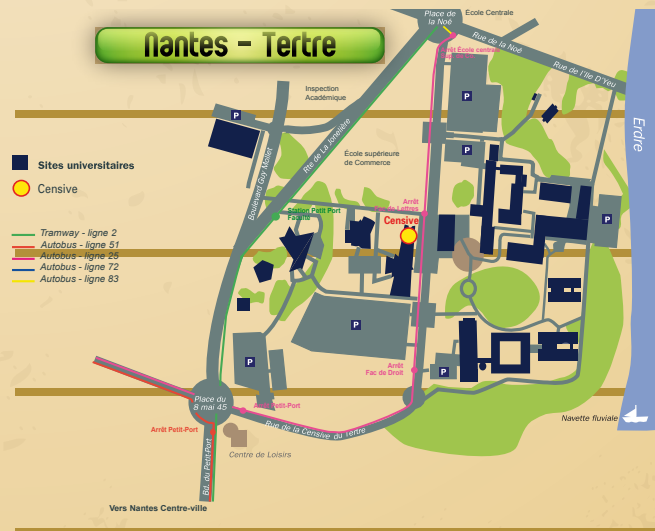 Nantes - Tertre
Place de
la Noë
École Centrale
Rue de la Noë
Rue de l'Ile D'Yeu
Arrêt École centrale
Inspection
Académique
P
P
P
Erdre
Rte de La Jonelière
Boulevard Guy Mollet
École supérieure
de Commerce
Sites universitaires
Censive
Arrêt
Fac de Lettres
Station Petit Port
Facultés
Censive
P
Tramway - ligne 2
Autobus - ligne 51
Autobus - ligne 25
Autobus - ligne 72
Autobus - ligne 83
P
P
P
Arrêt
Fac de Droit
Place du
8 mai 45
Arrêt Petit-Port
Arrêt Petit-Port
Rue de la Censive du Tertre
Navette fluviale
Bd. du Petit-Port
Centre de Loisirs
Vers Nantes Centre-ville